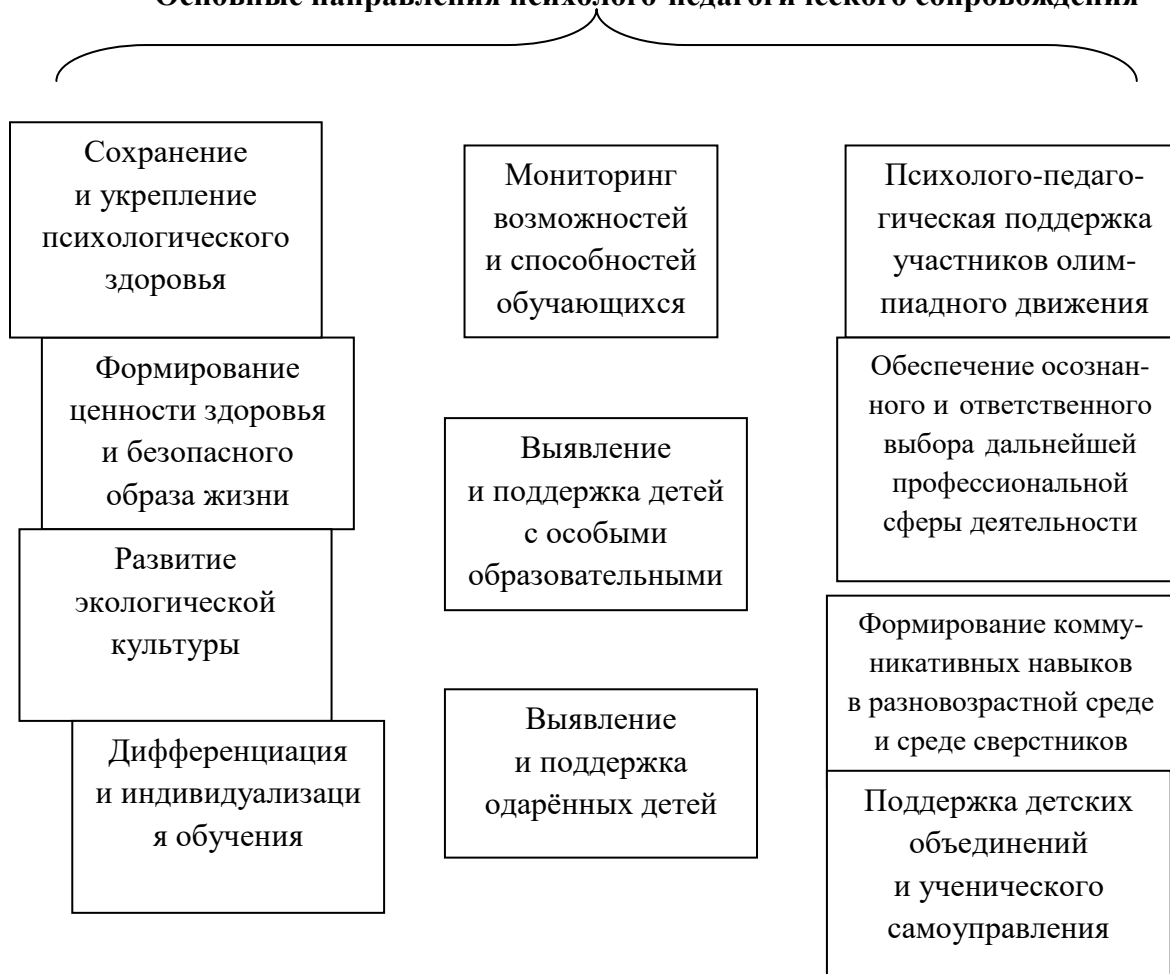 Основные направления психолого-педагогического сопровождения
Сохранение
и укрепление
психологического
здоровья
Формирование
ценности здоровья
и безопасного
образа жизни
Развитие
экологической
культуры
Дифференциация
и индивидуализаци
я обучения
Мониторинг
возможностей
и способностей
обучающихся
Выявление
и поддержка детей
с особыми
образовательными
Выявление
и поддержка
одарённых детей
Психолого-педаго-
гическая поддержка
участников олим-
пиадного движения
Обеспечение осознан-
ного и ответственного
выбора дальнейшей
профессиональной
сферы деятельности
Формирование комму-
никативных навыков
в разновозрастной среде
и среде сверстников
Поддержка детских
объединений
и ученического
самоуправления